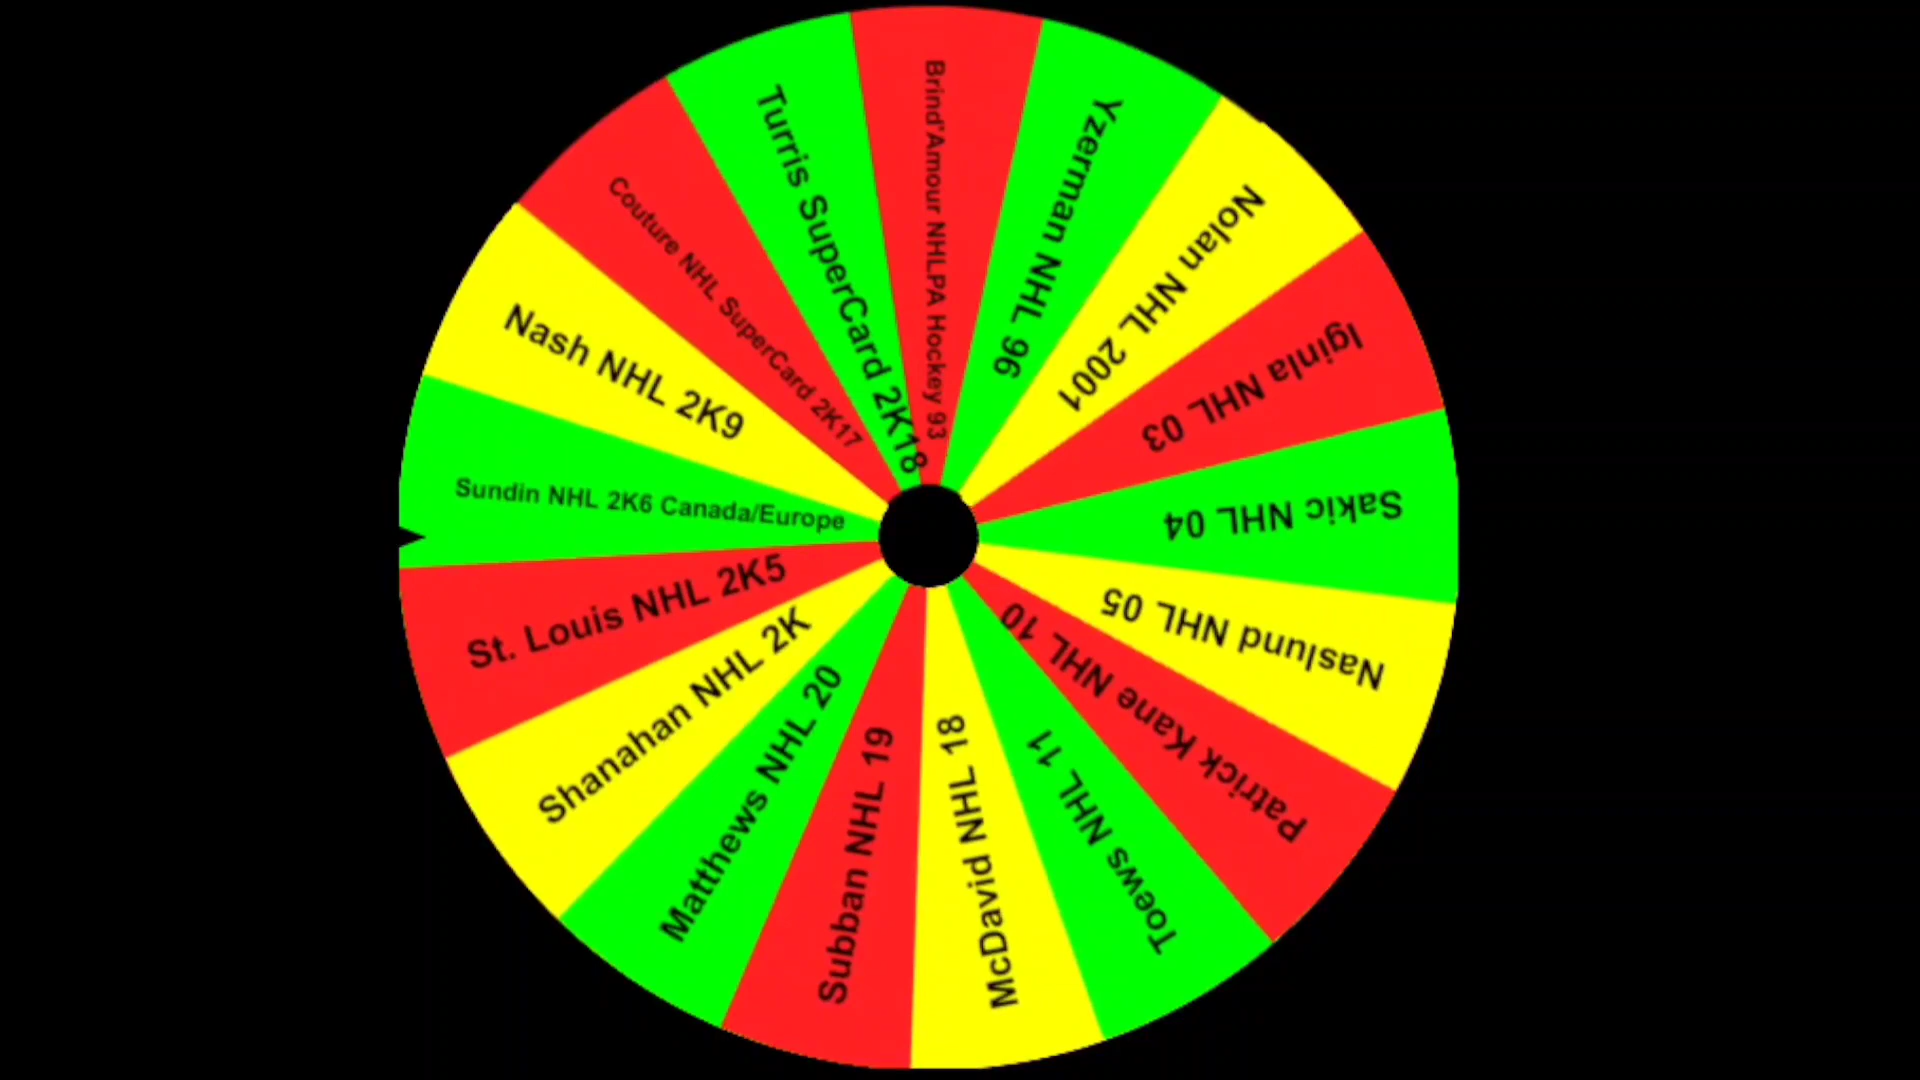 Brind'Amour NHLPA Hockey 93
Yzerman NHL 96
Nolan NHL 2001
Iginla NHL 03
Sakic NHL 04
Naslund NHL 05
Patrick Kane NHL 10
Toews NHL 11
McDavid NHL 18
Subban NHL 19
Matthews NHL 20
Shanahan NHL 2K
St. Louis NHL 2K5
Sundin NHL 2K6 Canada/Europe
Nash NHL 2K9
Couture NHL SuperCard 2K17
Turris SuperCard 2K18